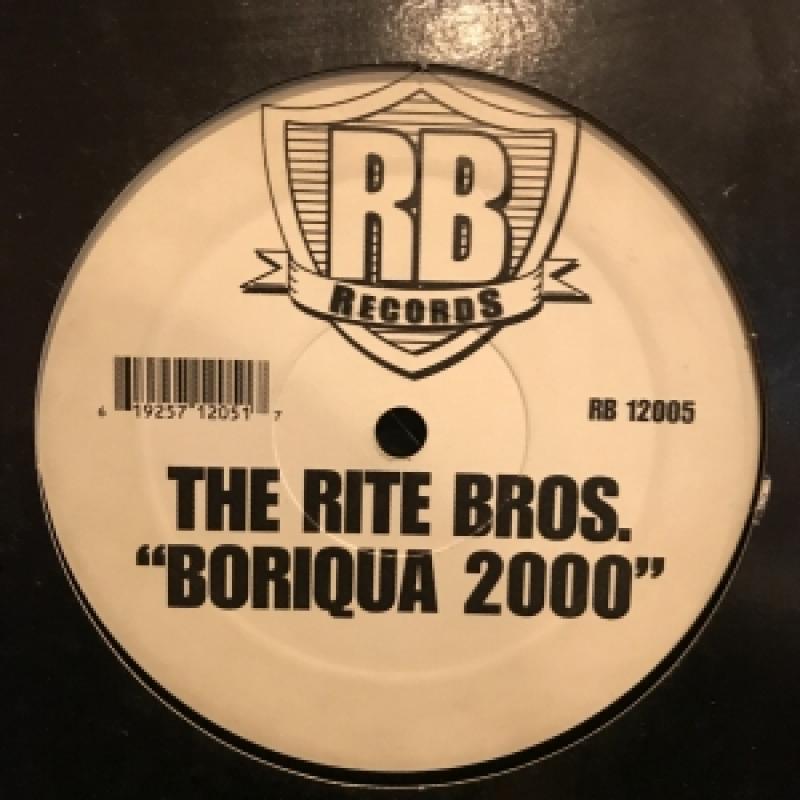 RB
RECORDS
6 19257 12051 7
RB 12005
THE RITE BROS.
“BORIQUA 2000”